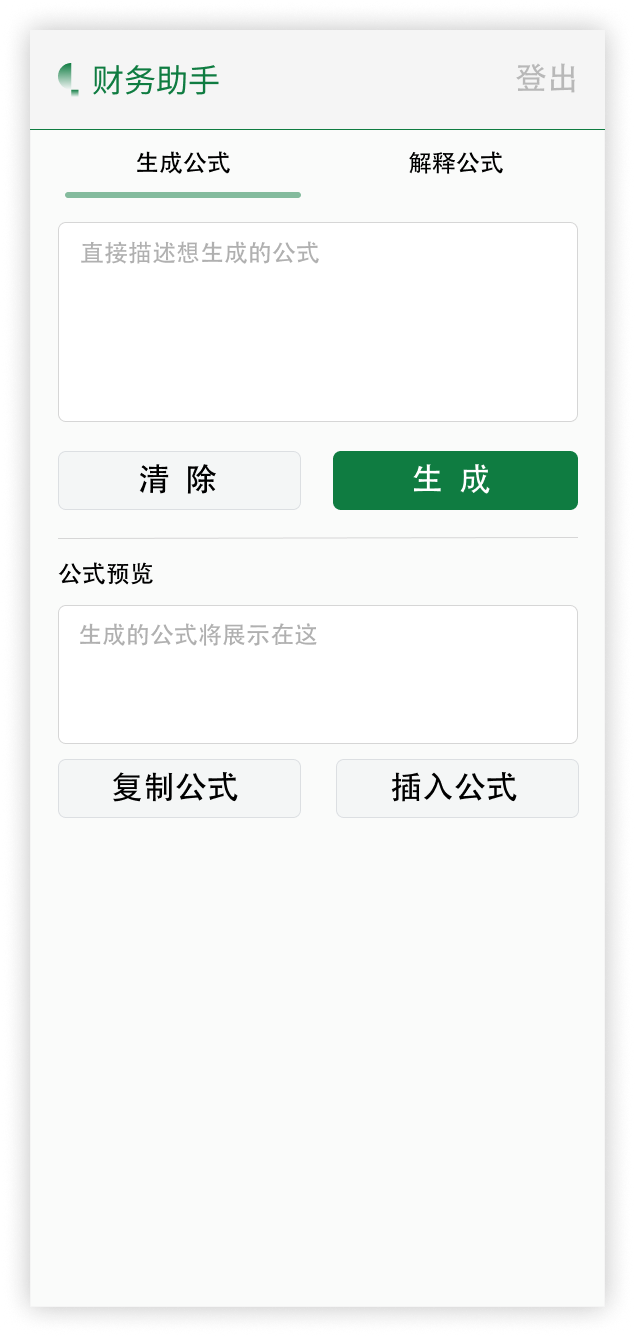 财务助手 登出
生成公式 解释公式
直接描述想生成的公式
清 除 生 成
公式预览
生成的公式将展示在这
复制公式 插入公式